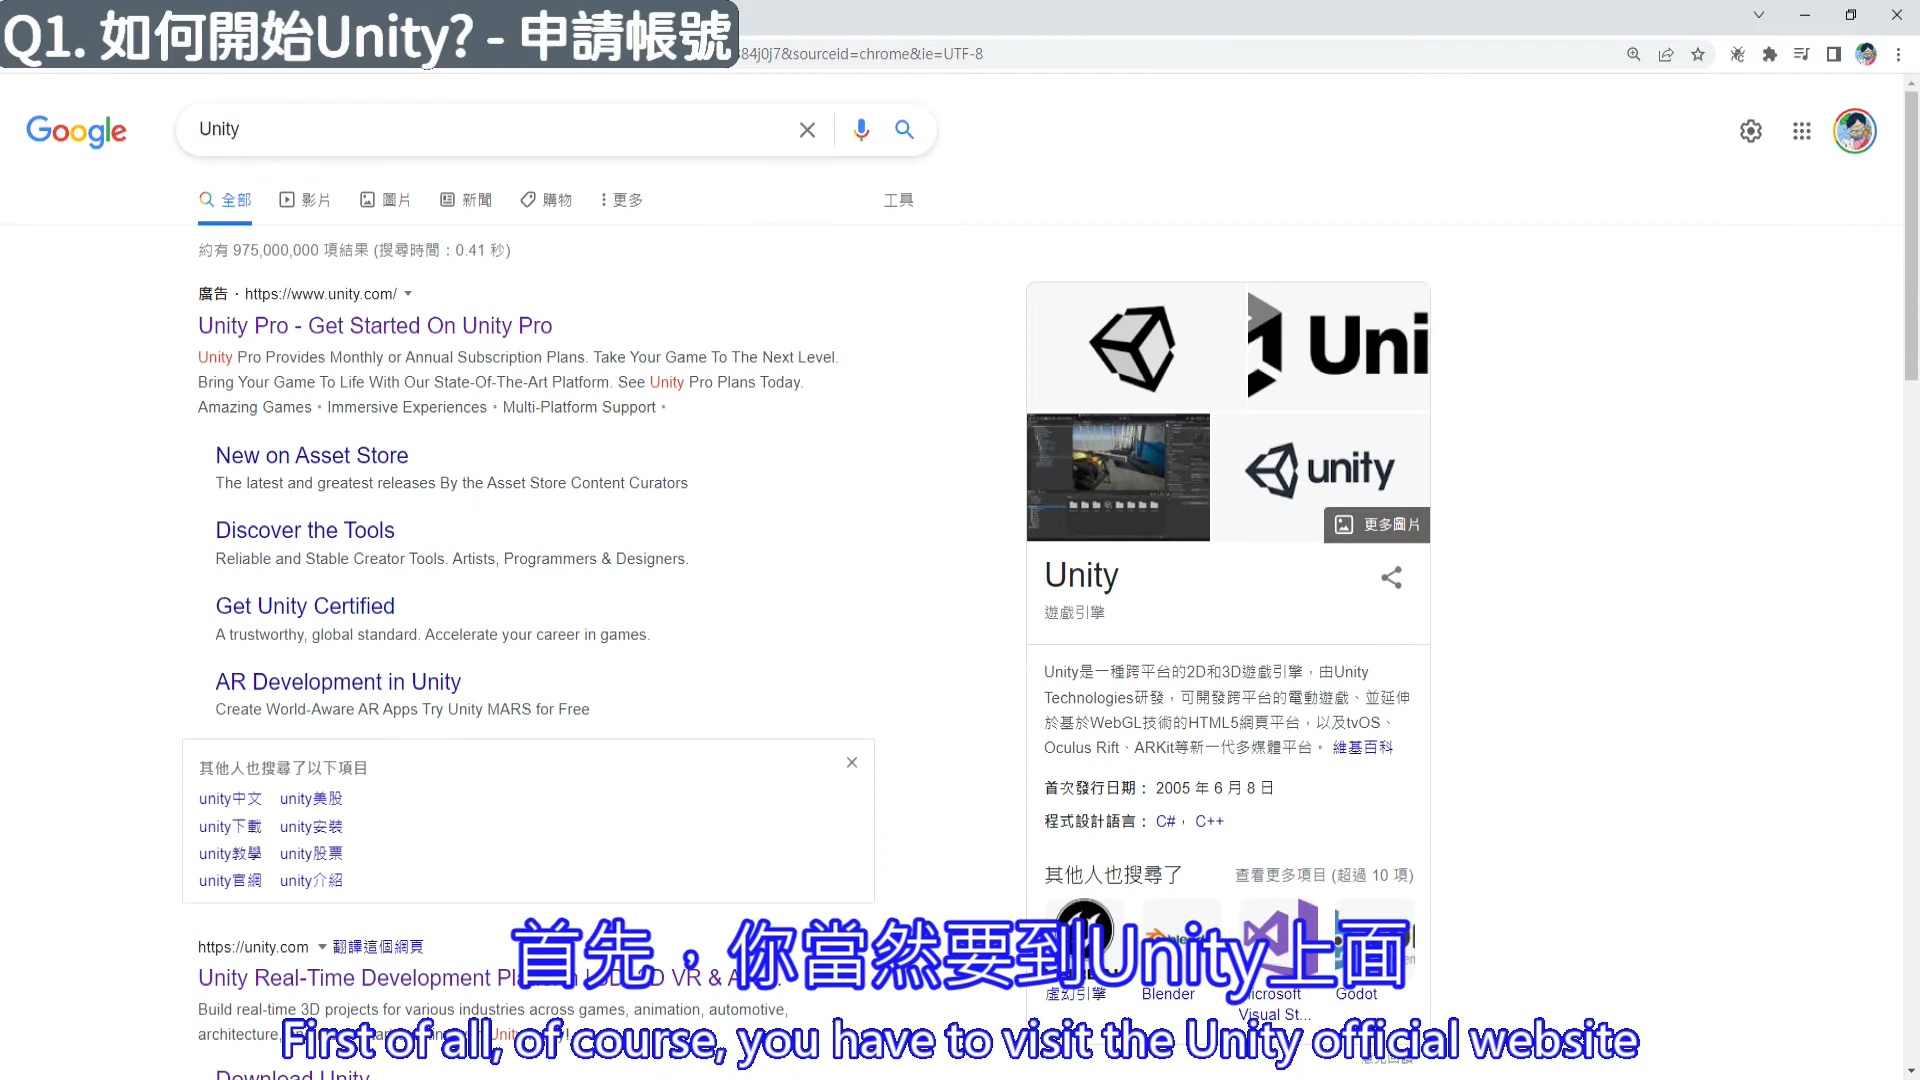 Q1. 如何開始Unity? - 申請帳號
84j0j7&sourceid=chrome&ie=UTF-8
Google
Unity
全部
影片
圖片
新聞
購物
更多
工具
約有 975,000,000 項結果 (搜尋時間：0.41 秒)
廣告 · https://www.unity.com/
Unity Pro - Get Started On Unity Pro
Unity Pro Provides Monthly or Annual Subscription Plans. Take Your Game To The Next Level.
Bring Your Game To Life With Our State-Of-The-Art Platform. See Unity Pro Plans Today.
Amazing Games。Immersive Experiences。Multi-Platform Support。
New on Asset Store
The latest and greatest releases By the Asset Store Content Curators
Discover the Tools
Reliable and Stable Creator Tools. Artists, Programmers & Designers.
Get Unity Certified
A trustworthy, global standard. Accelerate your career in games.
AR Development in Unity
Create World-Aware AR Apps Try Unity MARS for Free
其他人也搜尋了以下項目
unity中文 unity美股
unity下載 unity安裝
unity教學 unity股票
unity官網 unity介紹
https://unity.com 翻譯這個網頁
Unity Real-Time Development
Build real-time 3D projects for various industries across games, animation, automotive,
architecture,
Download Unity
Uni
unity
更多圖片
Unity
遊戲引擎
Unity是一種跨平台的2D和3D遊戲引擎，由Unity
Technologies研發，可開發跨平台的電動遊戲、並延伸
於基於WebGL技術的HTML5網頁平台，以及tvOS、
Oculus Rift、ARKit等新一代多媒體平台。 維基百科
首次發行日期： 2005 年 6 月 8 日
程式設計語言： C#， C++
其他人也搜尋了
查看更多項目 (超過 10 項)
虛幻引擎
Blender
Microsoft
Visual St...
Godot
首先，你當然要到Unity上面
First of all, of course, you have to visit the Unity official website